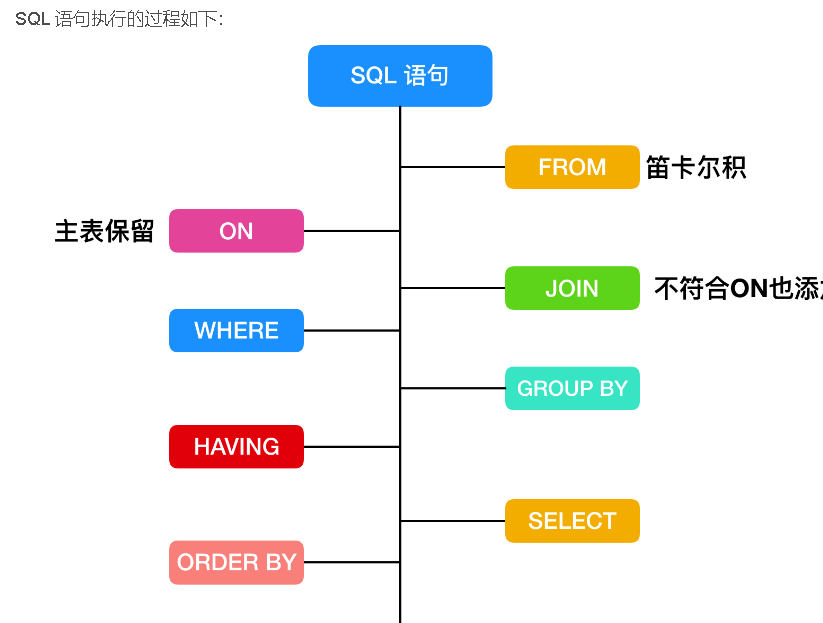 SQL 语句执行的过程如下：
SQL 语句
FROM 笛卡尔积
主表保留 ON
JOIN 不符合ON也添
WHERE
GROUP BY
HAVING
SELECT
ORDER BY